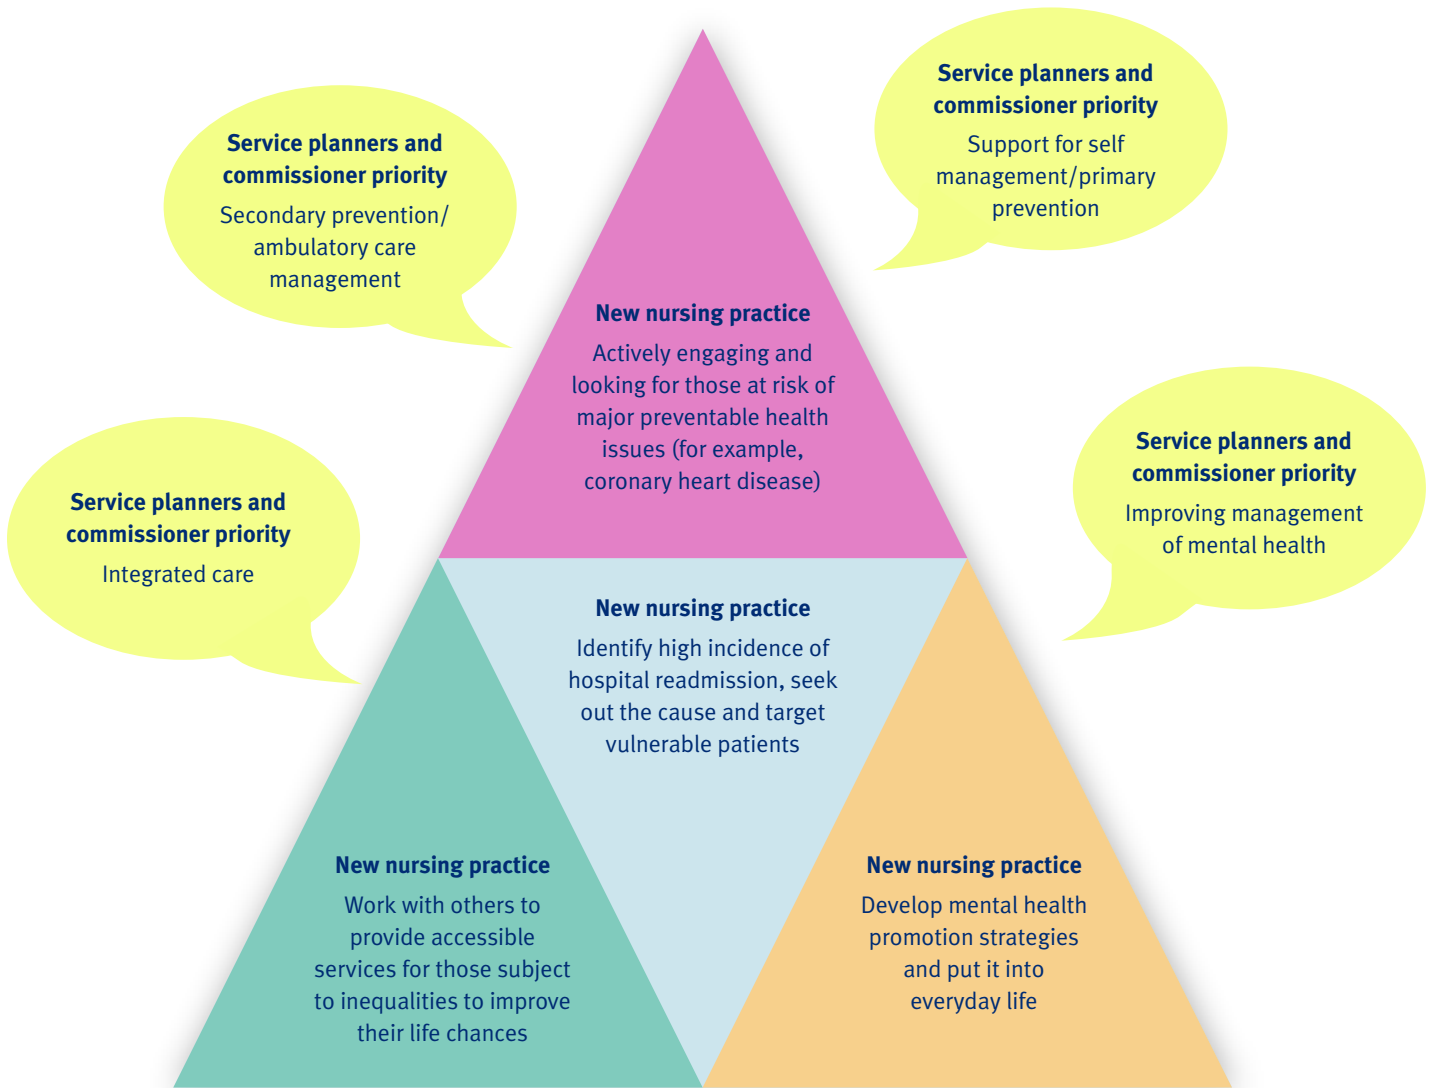 Service planners and
commissioner priority
Support for self
management/primary
prevention
Service planners and
commissioner priority
Secondary prevention/
ambulatory care
management
New nursing practice
Actively engaging and
looking for those at risk of
major preventable health
issues (for example,
coronary heart disease)
Service planners and
commissioner priority
Improving management
of mental health
Service planners and
commissioner priority
Integrated care
New nursing practice
Identify high incidence of
hospital readmission, seek
out the cause and target
vulnerable patients
New nursing practice
Work with others to
provide accessible
services for those subject
to inequalities to improve
their life chances
New nursing practice
Develop mental health
promotion strategies
and put it into
everyday life